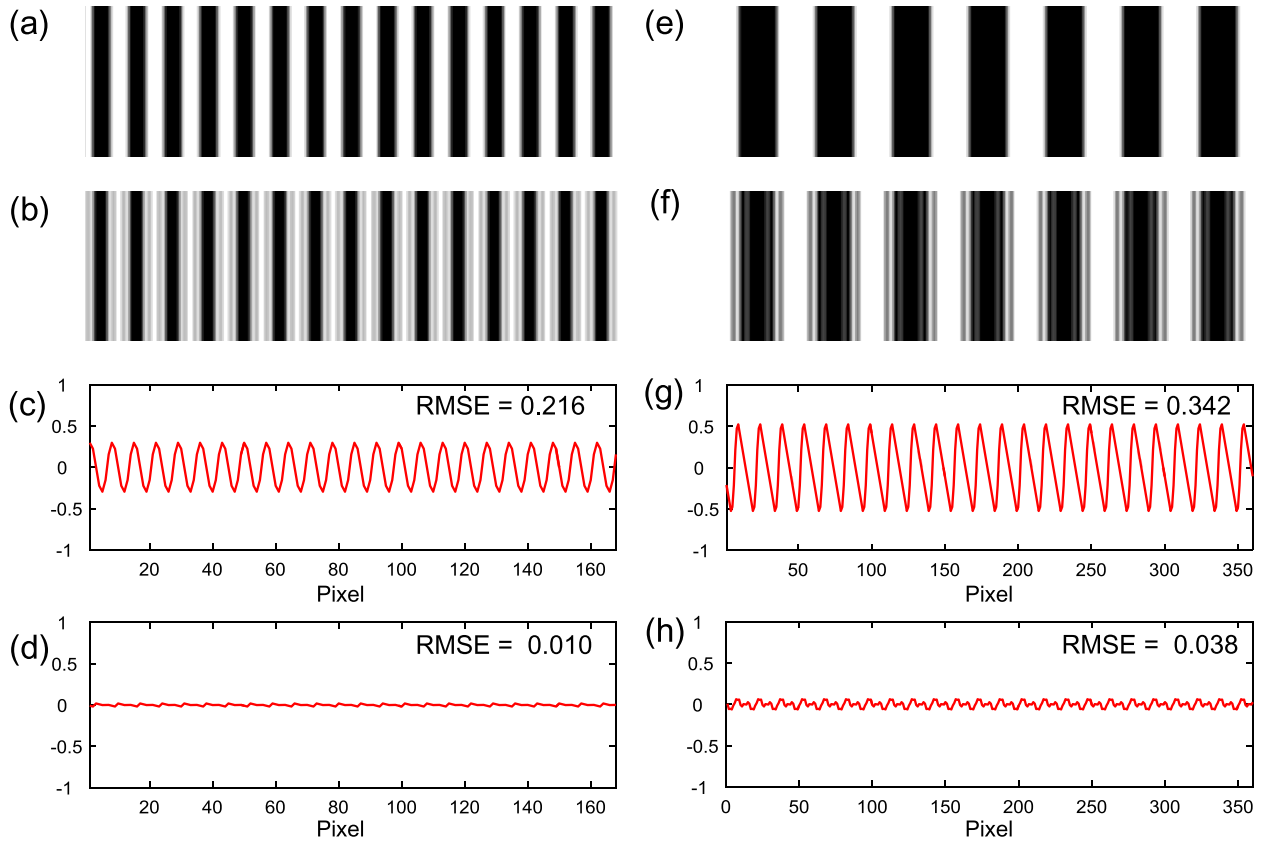 (a)
(b)
(c)
1
0.5
0
-0.5
-1
RMSE = 0.216
20 40 60 80 100 120 140 160
Pixel
(d)
1
0.5
0
-0.5
-1
RMSE = 0.010
20 40 60 80 100 120 140 160
Pixel
(e)
(f)
(g)
1
0.5
0
-0.5
-1
RMSE = 0.342
50 100 150 200 250 300 350
Pixel
(h)
1
0.5
0
-0.5
-1
RMSE = 0.038
0 50 100 150 200 250 300 350
Pixel